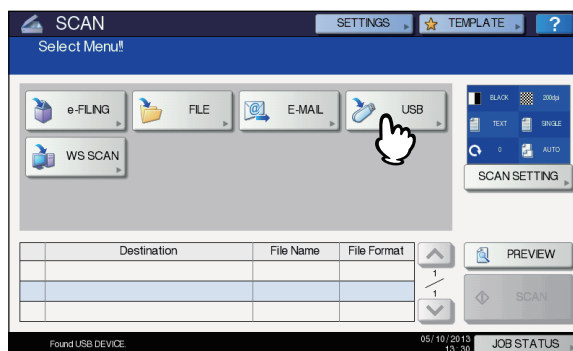 SCAN
SETTINGS
TEMPLATE
?
Select Menu!!
e-FILING
FILE
E-MAIL
USB
WS SCAN
BLACK
200dpi
TEXT
SINGLE
0
AUTO
SCAN SETTING
Destination File Name File Format
1
1
PREVIEW
SCAN
Found USB DEVICE.
05/10/2013
13:30
JOB STATUS